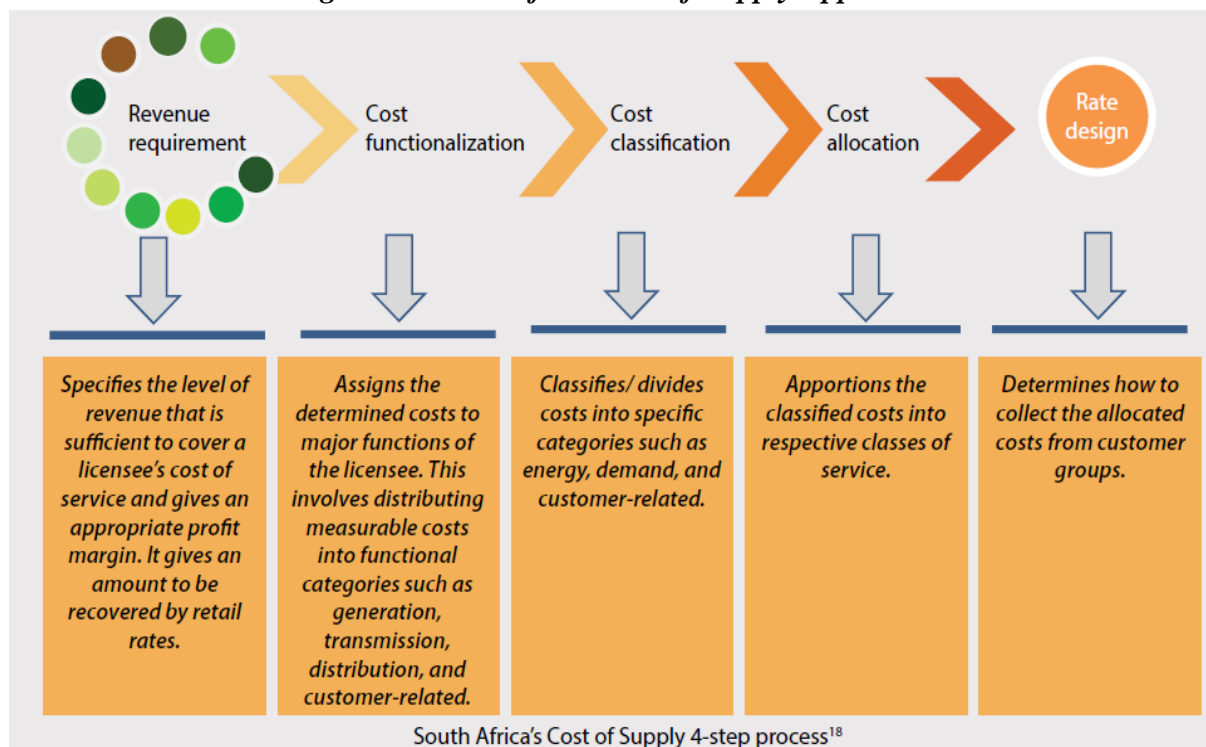 Revenue
requirement
Cost
functionalization
Cost
classification
Cost
allocation
Rate
design
Specifies the level of
revenue that is
sufficient to cover a
licensee's cost of
service and gives an
appropriate profit
margin. It gives an
amount to be
recovered by retail
rates.
Assigns the
determined costs to
major functions of
the licensee. This
involves distributing
measurable costs
into functional
categories such as
generation,
transmission,
distribution, and
customer-related.
Classifies/ divides
costs into specific
categories such as
energy, demand, and
customer-related.
Apportions the
classified costs into
respective classes of
service.
Determines how to
collect the allocated
costs from customer
groups.
South Africa's Cost of Supply 4-step process¹⁸